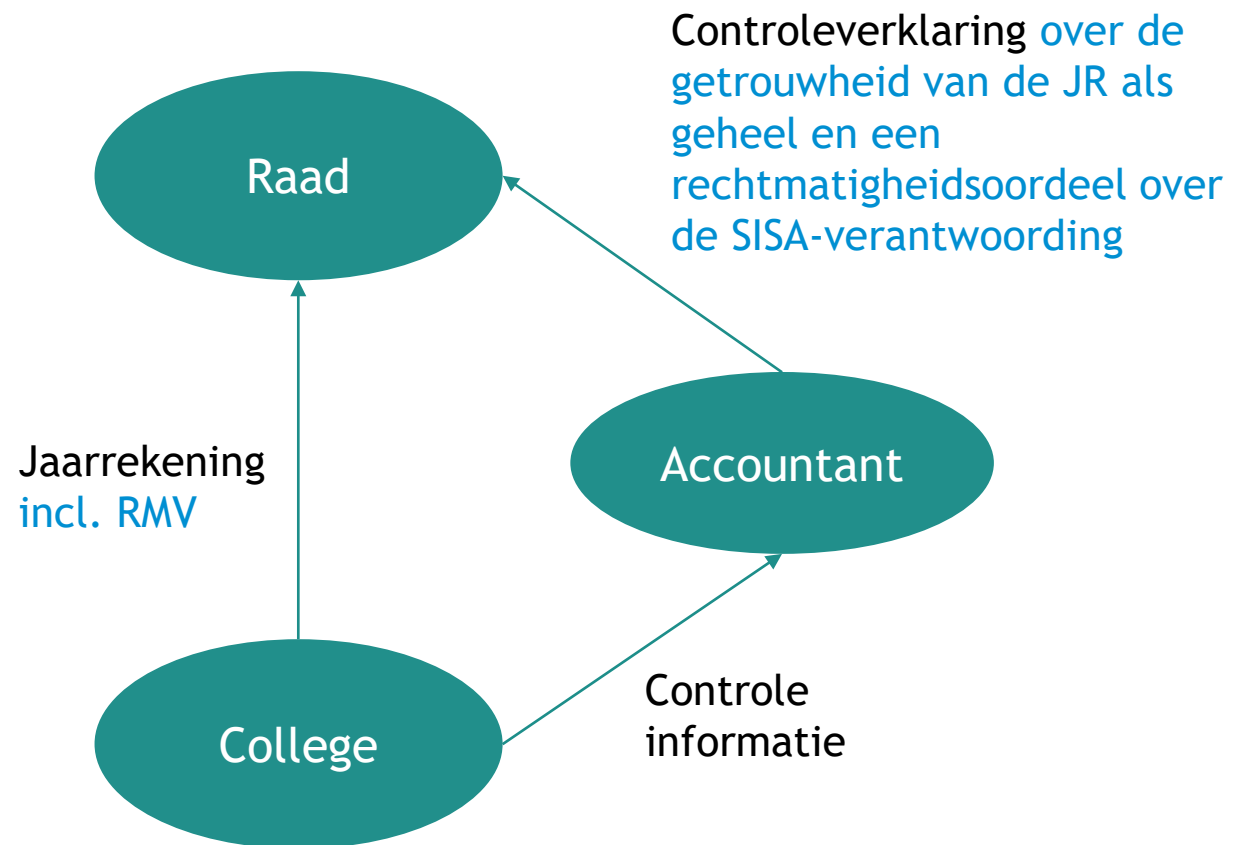 Controleverklaring over de
getrouwheid van de JR als
geheel en een
rechtmatigheidsoordeel over
de SISA-verantwoording
Raad
Jaarrekening
incl. RMV
Accountant
Controle
informatie
College